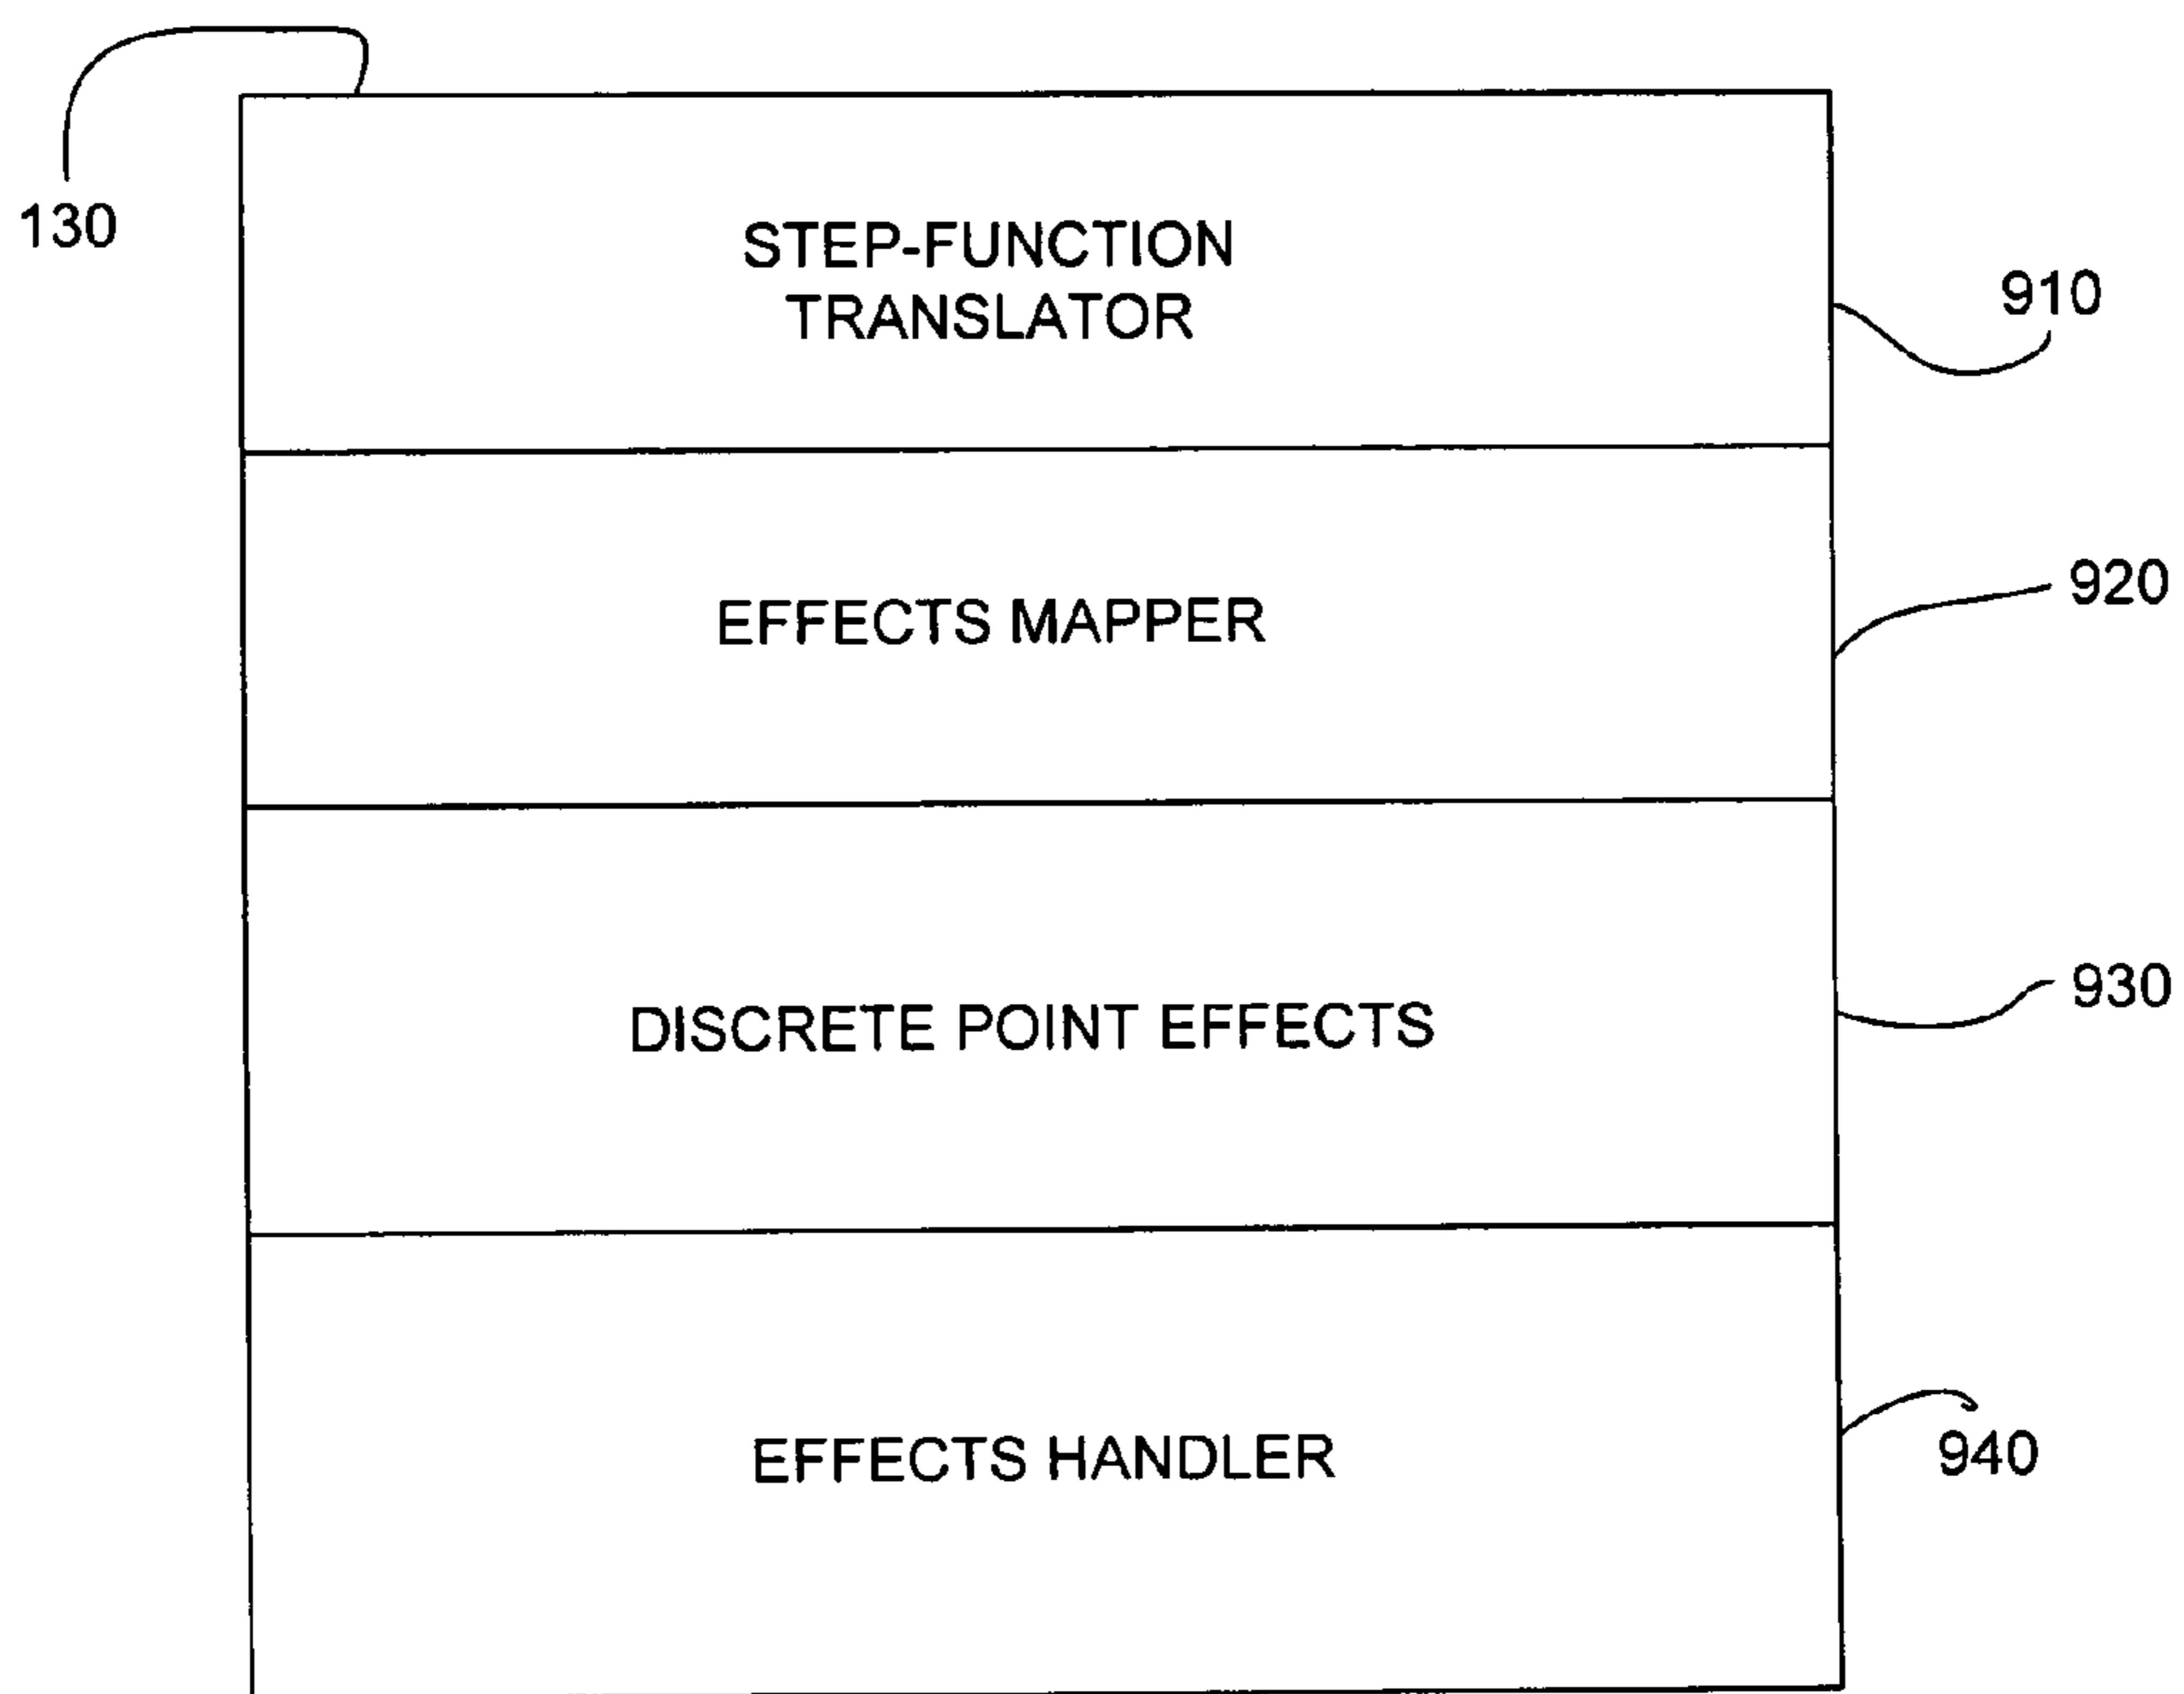 130
STEP-FUNCTION
TRANSLATOR
910
EFFECTS MAPPER
920
DISCRETE POINT EFFECTS
930
EFFECTS HANDLER
940